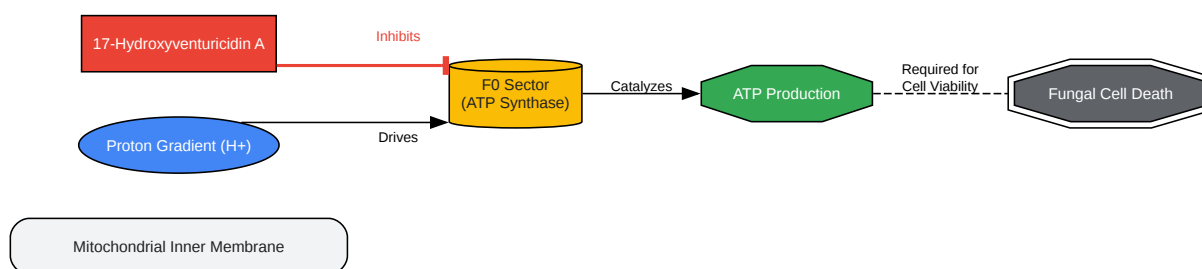 17-Hydroxyventuricidin A
Inhibits
F0 Sector
(ATP Synthase)
Proton Gradient (H+)
Drives
Catalyzes
ATP Production
Required for
Cell Viability
Fungal Cell Death
Mitochondrial Inner Membrane